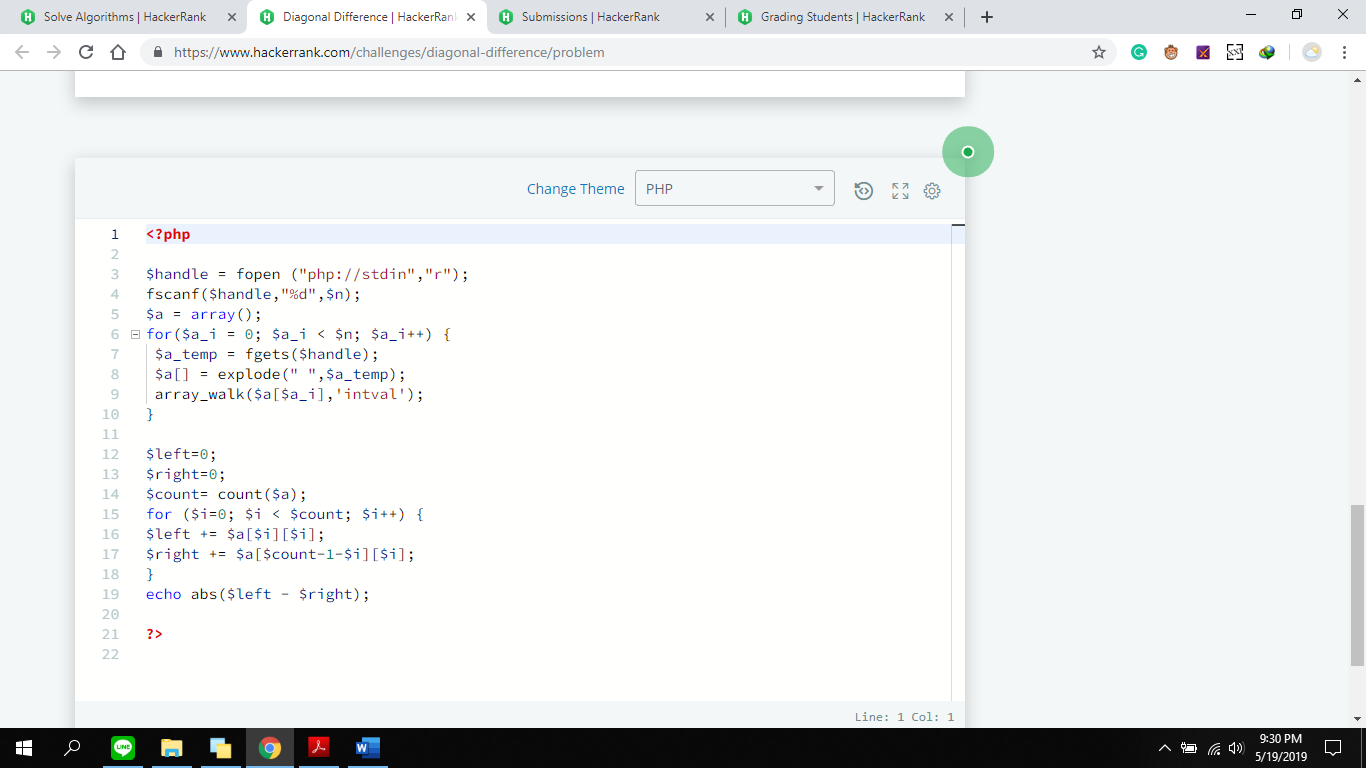 Solve Algorithms | HackerRank
Diagonal Difference | HackerRank
Submissions | HackerRank
Grading Students | HackerRank
https://www.hackerrank.com/challenges/diagonal-difference/problem
Change Theme
PHP
1 <?php
2
3 $handle = fopen ("php://stdin","r");
4 fscanf($handle,"%d",$n);
5 $a = array();
6 for($a_i = 0; $a_i < $n; $a_i++) {
7 $a_temp = fgets($handle);
8 $a[] = explode(" ",$a_temp);
9 array_walk($a[$a_i],'intval');
10 }
11
12 $left=0;
13 $right=0;
14 $count= count($a);
15 for ($i=0; $i < $count; $i++) {
16 $left += $a[$i][$i];
17 $right += $a[$count-1-$i][$i];
18 }
19 echo abs($left - $right);
20
21 ?>
22
Line: 1 Col: 1
LINE
9:30 PM
5/19/2019